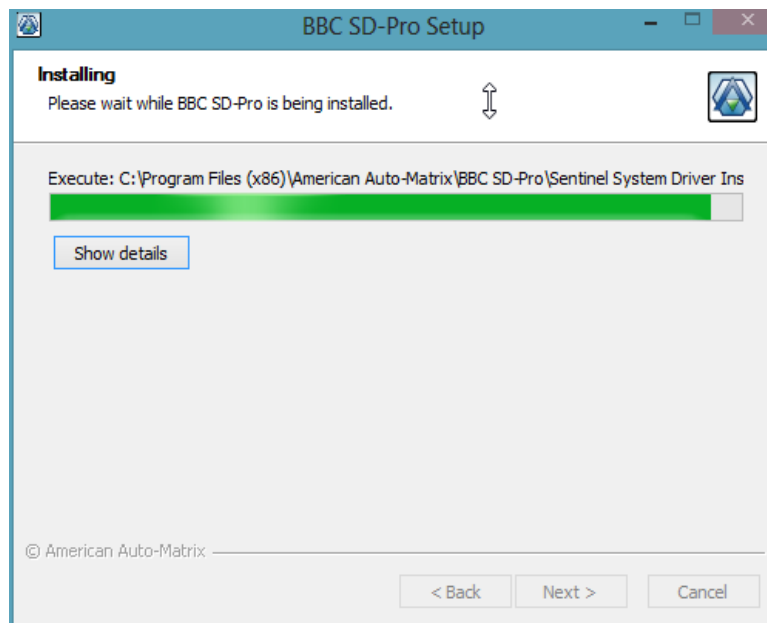 BBC SD-Pro Setup
Installing
Please wait while BBC SD-Pro is being installed.
Execute: C:\Program Files (x86)\American Auto-Matrix\BBC SD-Pro\Sentinel System Driver Ins
Show details
© American Auto-Matrix
< Back Next > Cancel